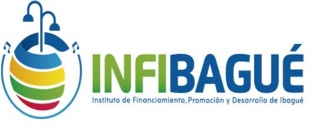 INFIBAGUÉ
Instituto de Financiamiento, Promoción y Desarrollo de Ibagué